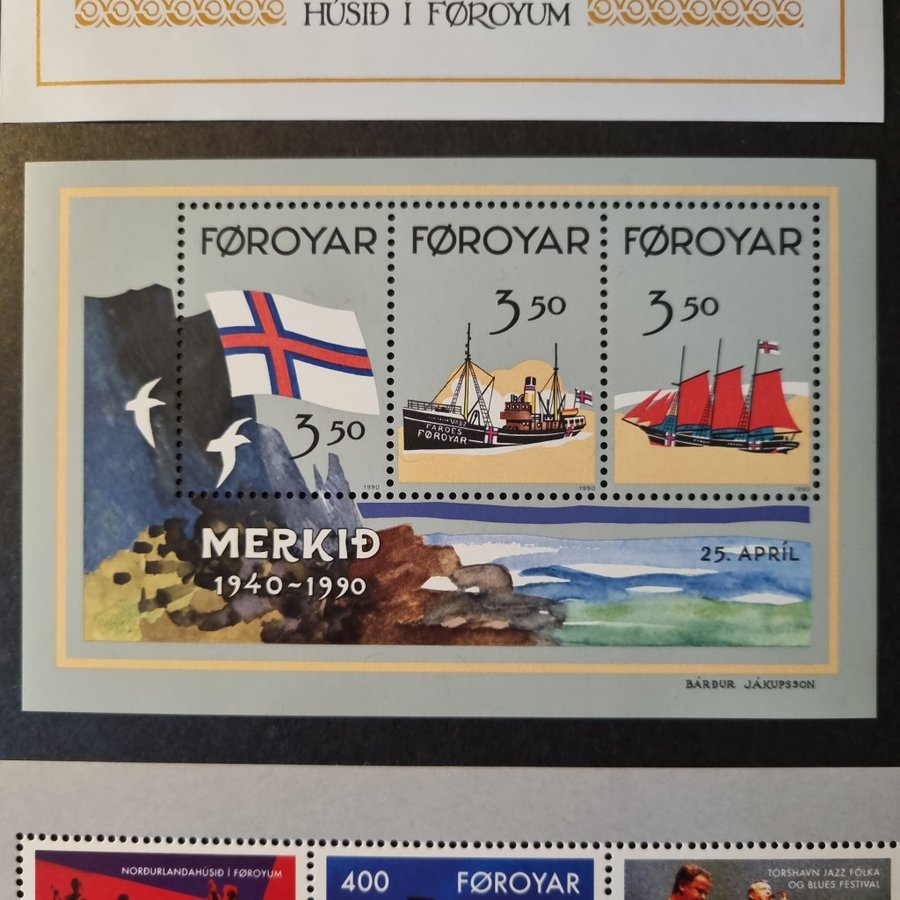 HÚSIÐ Í FØROYUM
FØROYAR
FØROYAR
FØROYAR
3 50
3 50
3 50
FAROES
FØROYAR
1990
1990
1990
MERKIÐ
1940~1990
25. APRÍL
BÁRÐUR JÁKUPSSON
NORÐURLANDAHÚSIÐ Í FØROYUM
400
FØROYAR
TÓRSHAVN JAZZ FÓLKA
OG BLUES FESTIVAL